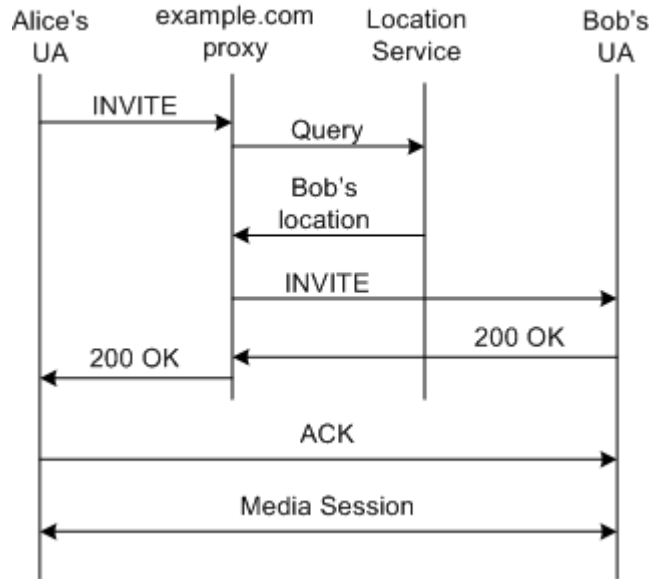 Alice's
UA
example.com
proxy
Location
Service
Bob's
UA
INVITE
Query
Bob's
location
INVITE
200 OK
200 OK
ACK
Media Session